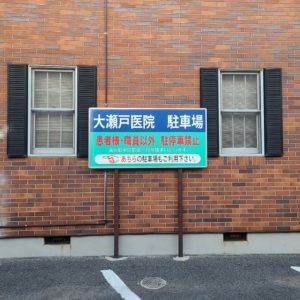 大瀬戸医院 駐車場
患者様・職員以外 駐停車禁止
あちらの駐車場もご利用下さい